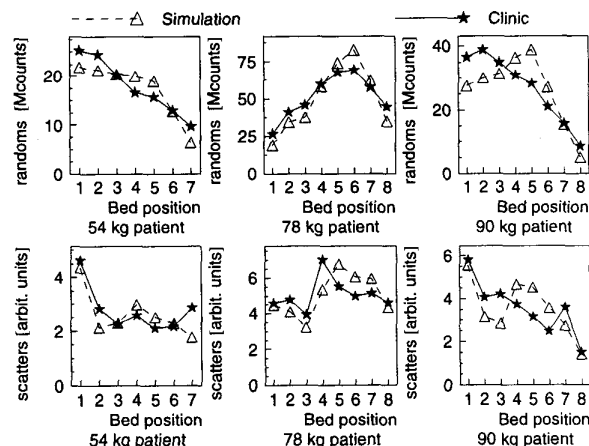 Simulation Clinic
randoms [Mcounts]
20
10
0
1 2 3 4 5 6 7
Bed position
54 kg patient
randoms [Mcounts]
75
50
25
0
1 2 3 4 5 6 7 8
Bed position
78 kg patient
randoms [Mcounts]
40
20
0
1 2 3 4 5 6 7 8
Bed position
90 kg patient
scatters [arbit. units]
4
2
0
1 2 3 4 5 6 7
Bed position
54 kg patient
scatters [arbit. units]
6
4
2
0
1 2 3 4 5 6 7 8
Bed position
78 kg patient
scatters [arbit. units]
6
4
2
0
1 2 3 4 5 6 7 8
Bed position
90 kg patient